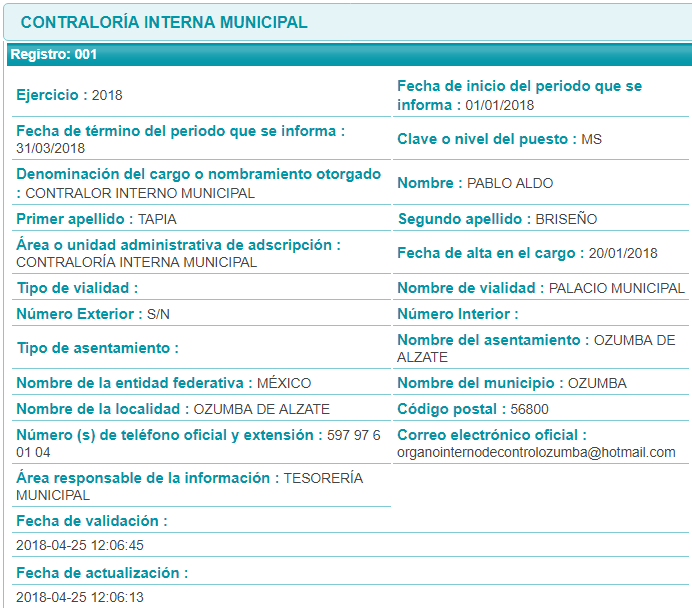 CONTRALORÍA INTERNA MUNICIPAL
Registro: 001
Ejercicio : 2018
Fecha de inicio del periodo que se
informa : 01/01/2018
Fecha de término del periodo que se informa :
31/03/2018
Clave o nivel del puesto : MS
Denominación del cargo o nombramiento otorgado
: CONTRALOR INTERNO MUNICIPAL
Nombre : PABLO ALDO
Primer apellido : TAPIA
Segundo apellido : BRISEÑO
Área o unidad administrativa de adscripción :
CONTRALORÍA INTERNA MUNICIPAL
Fecha de alta en el cargo : 20/01/2018
Tipo de vialidad :
Nombre de vialidad : PALACIO MUNICIPAL
Número Exterior : S/N
Número Interior :
Tipo de asentamiento :
Nombre del asentamiento : OZUMBA DE
ALZATE
Nombre de la entidad federativa : MÉXICO
Nombre del municipio : OZUMBA
Nombre de la localidad : OZUMBA DE ALZATE
Código postal : 56800
Número (s) de teléfono oficial y extensión : 597 97 6
01 04
Correo electrónico oficial :
organointernodecontrolozumba@hotmail.com
Área responsable de la información : TESORERÍA
MUNICIPAL
Fecha de validación :
2018-04-25 12:06:45
Fecha de actualización :
2018-04-25 12:06:13